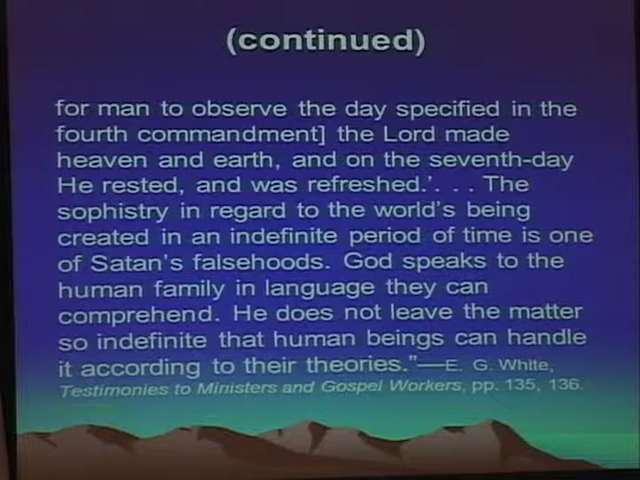 (continued)
for man to observe the day specified in the
fourth commandment] the Lord made
heaven and earth, and on the seventh-day
He rested, and was refreshed.'. . . The
sophistry in regard to the world's being
created in an indefinite period of time is one
of Satan's falsehoods. God speaks to the
human family in language they can
comprehend. He does not leave the matter
so indefinite that human beings can handle
it according to their theories."—E. G. White,
Testimonies to Ministers and Gospel Workers, pp. 135, 136.